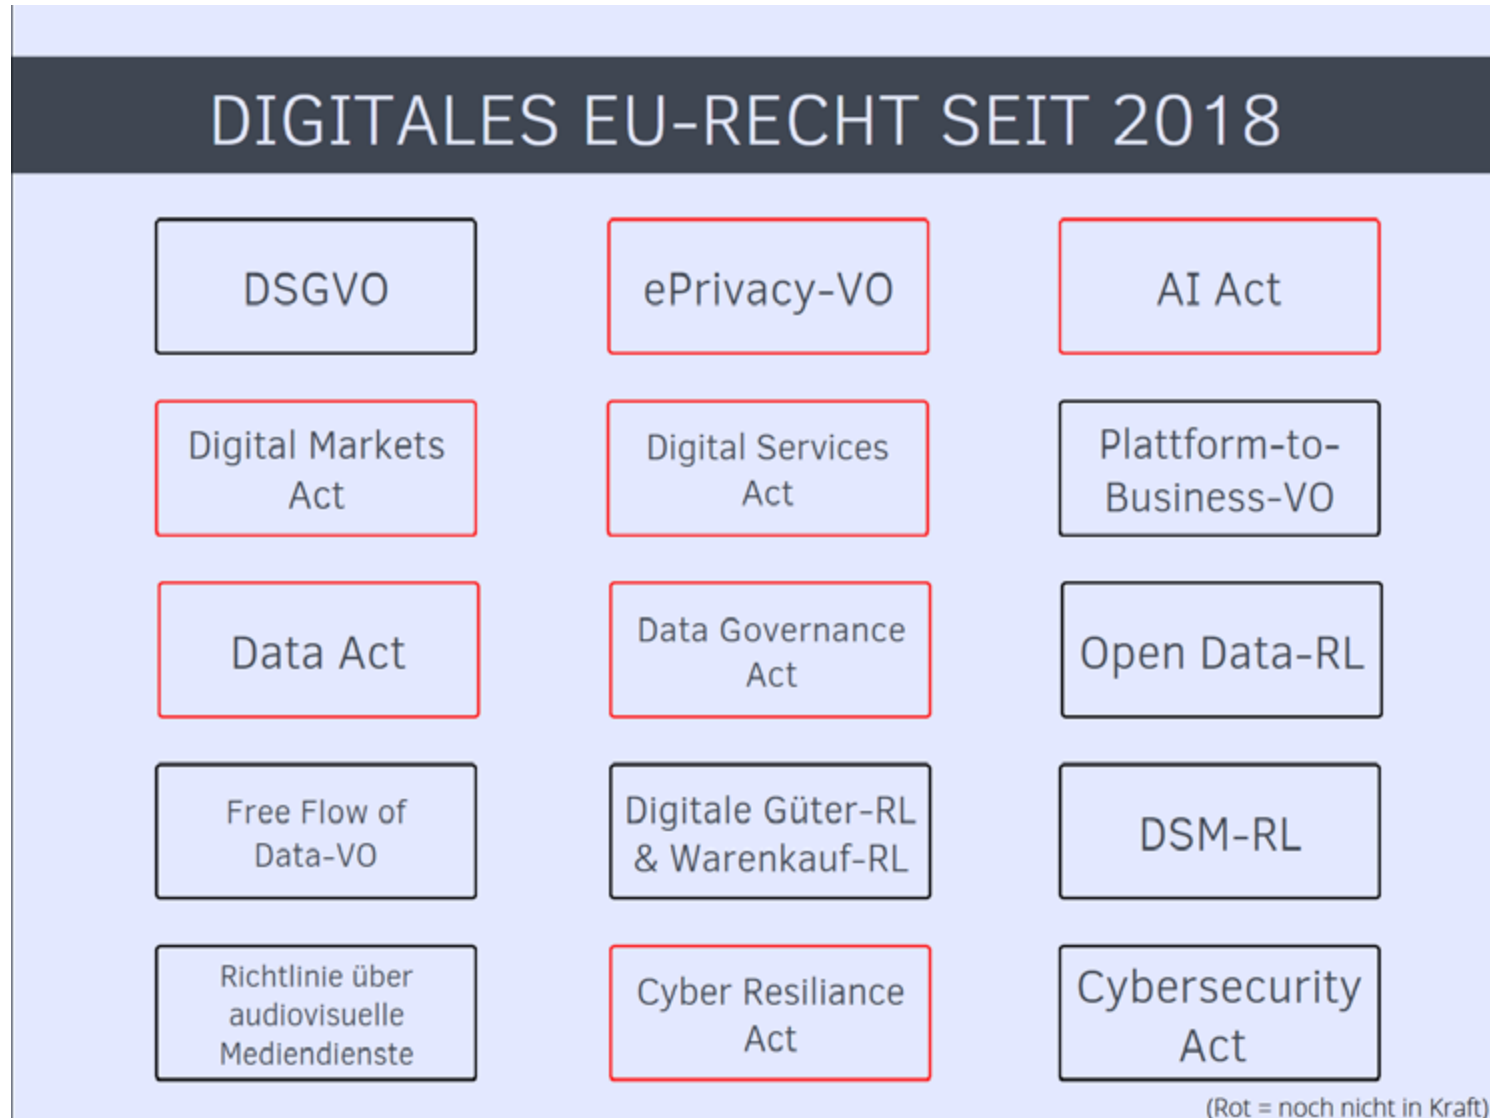 DIGITALES EU-RECHT SEIT 2018
DSGVO
ePrivacy-VO
AI Act
Digital Markets
Act
Digital Services
Act
Plattform-to-
Business-VO
Data Act
Data Governance
Act
Open Data-RL
Free Flow of
Data-VO
Digitale Güter-RL
& Warenkauf-RL
DSM-RL
Richtlinie über
audiovisuelle
Mediendienste
Cyber Resiliance
Act
Cybersecurity
Act
(Rot = noch nicht in Kraft)